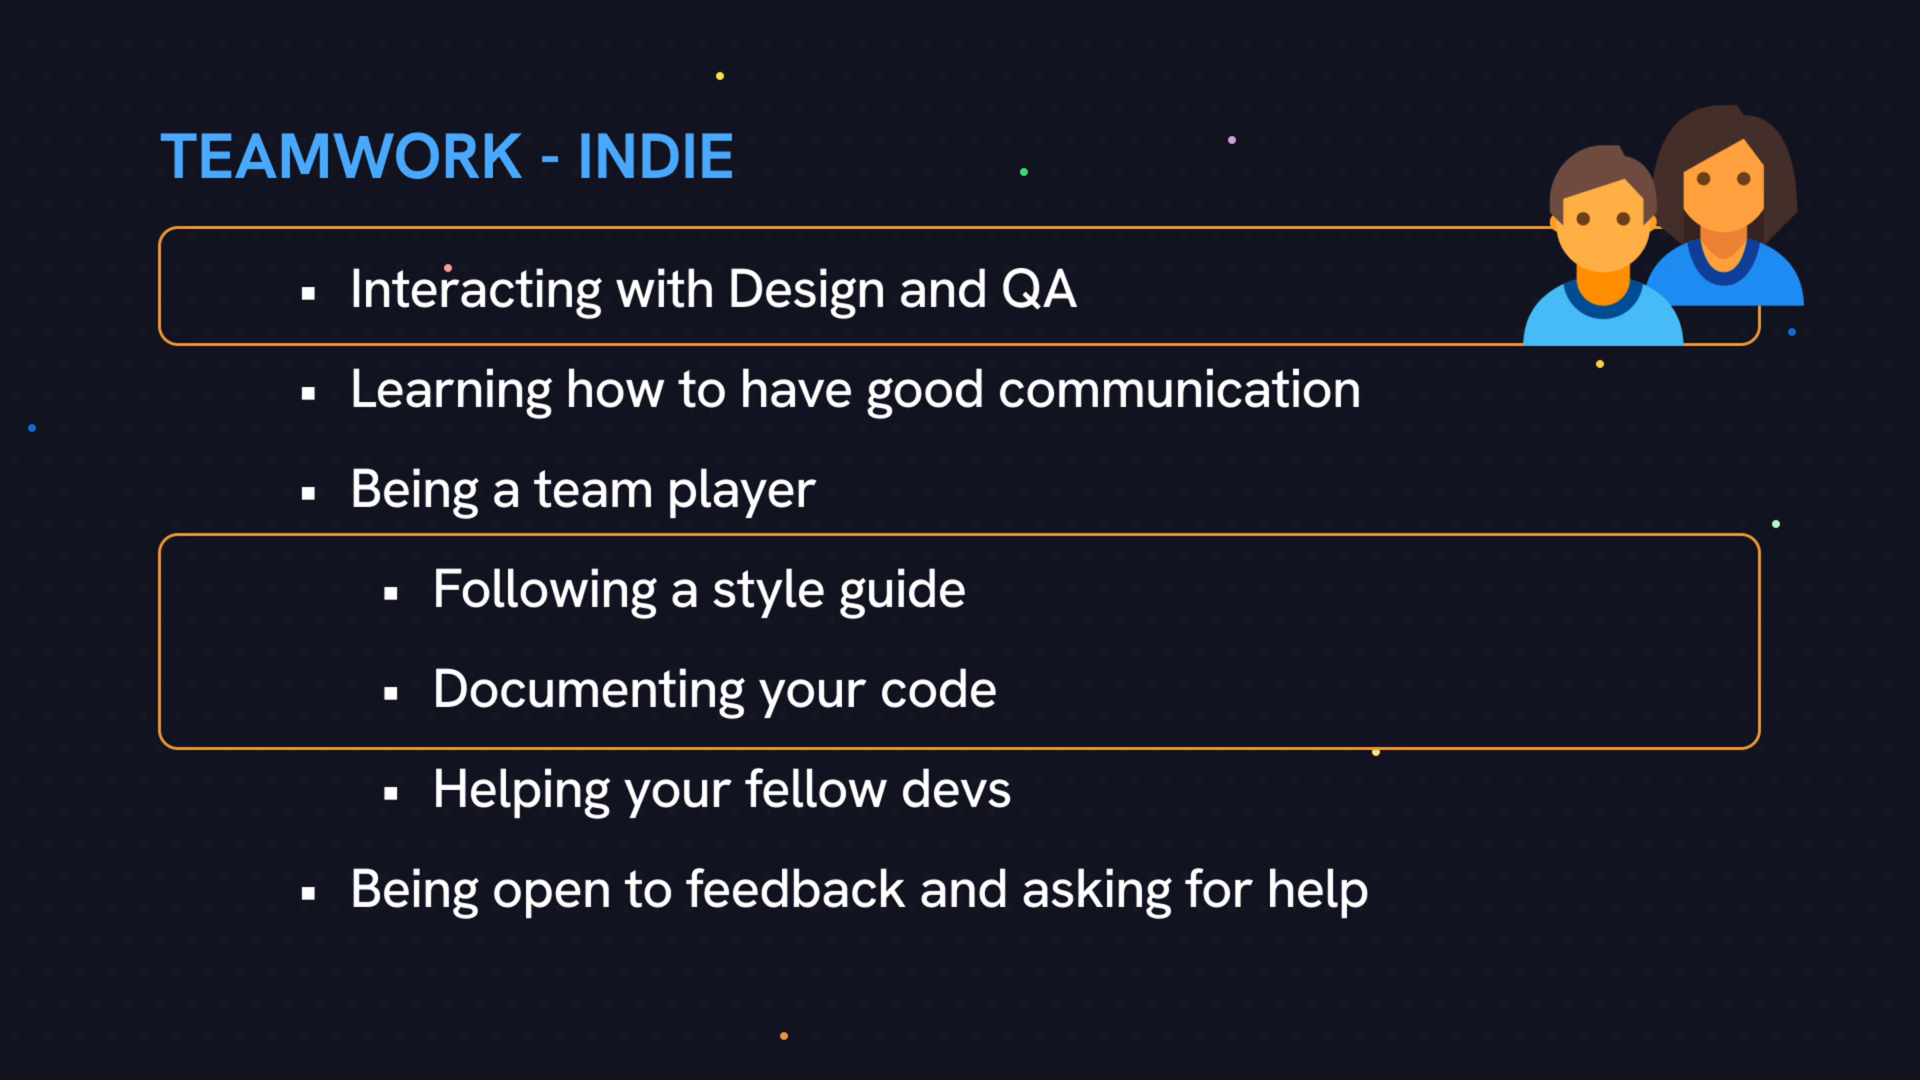 TEAMWORK - INDIE
▪ Interacting with Design and QA
▪ Learning how to have good communication
▪ Being a team player
▪ Following a style guide
▪ Documenting your code
▪ Helping your fellow devs
▪ Being open to feedback and asking for help